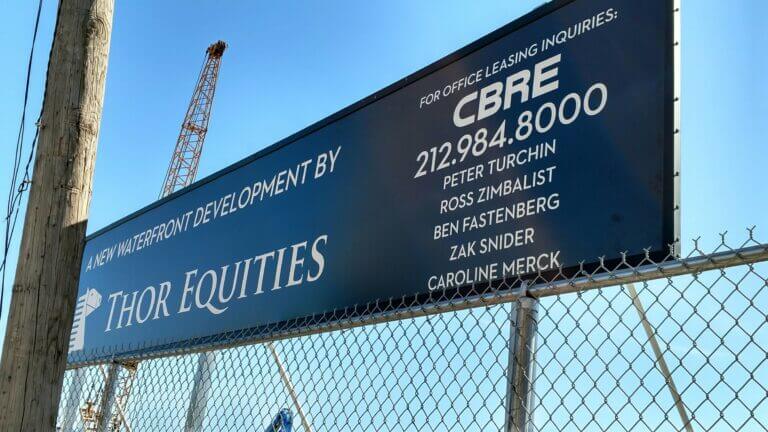 A NEW WATERFRONT DEVELOPMENT BY
THOR EQUITIES
FOR OFFICE LEASING INQUIRIES:
CBRE
212.984.8000
PETER TURCHIN
ROSS ZIMBALIST
BEN FASTENBERG
ZAK SNIDER
CAROLINE MERCK